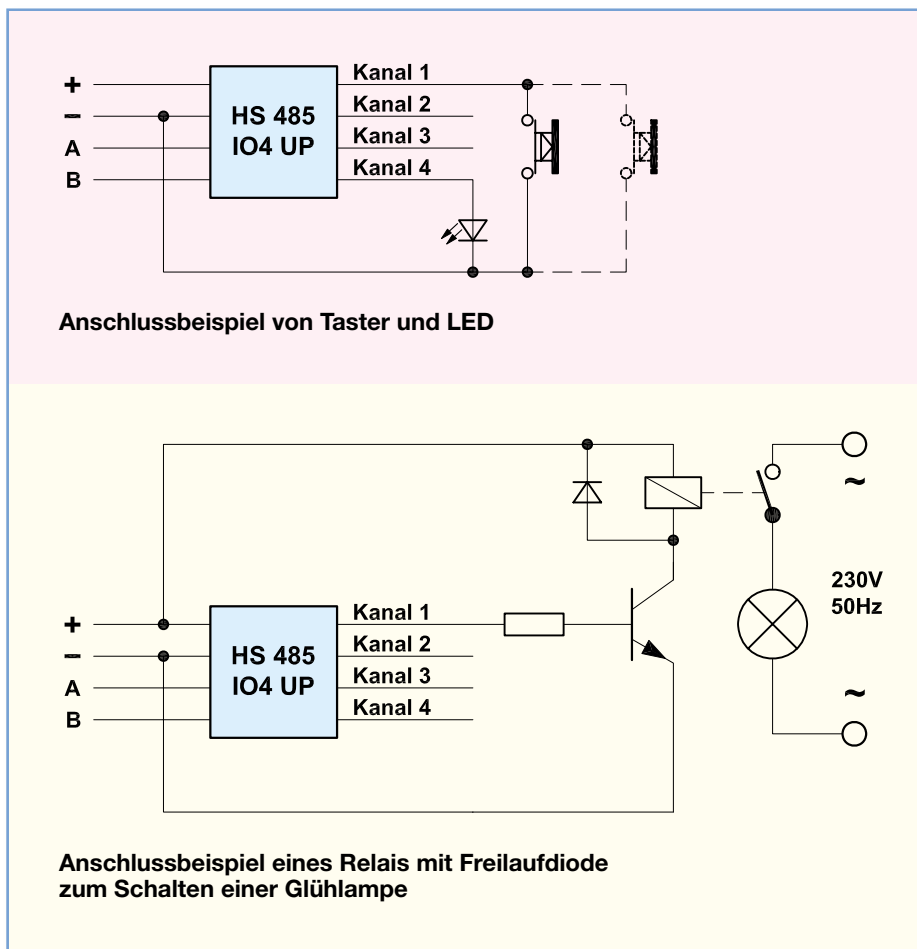 +
–
A
B
HS 485
IO4 UP
Kanal 1
Kanal 2
Kanal 3
Kanal 4
Anschlussbeispiel von Taster und LED
+
–
A
B
HS 485
IO4 UP
Kanal 1
Kanal 2
Kanal 3
Kanal 4
~
230V
50Hz
~
Anschlussbeispiel eines Relais mit Freilaufdiode
zum Schalten einer Glühlampe